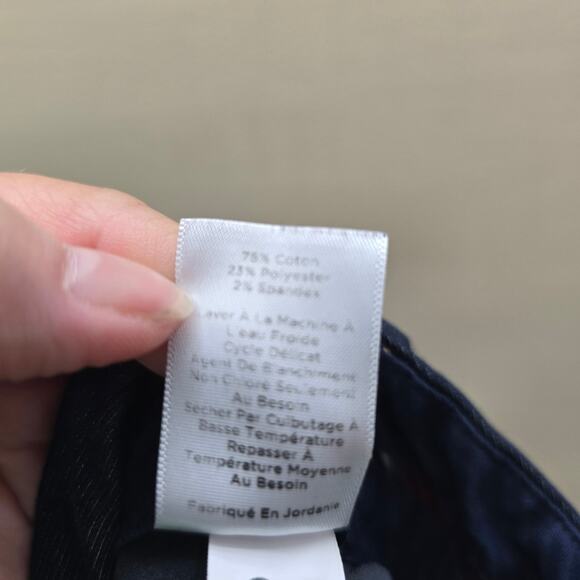 75% Coton
23% Polyester
2% Spandex
Laver À La Machine À
L'eau Froide
Cycle Délicat
Agent De Blanchiment
Non Chloré Seulement
Au Besoin
Sécher Par Culbutage À
Basse Température
Repasser À
Température Moyenne
Au Besoin
Fabriqué En Jordanie